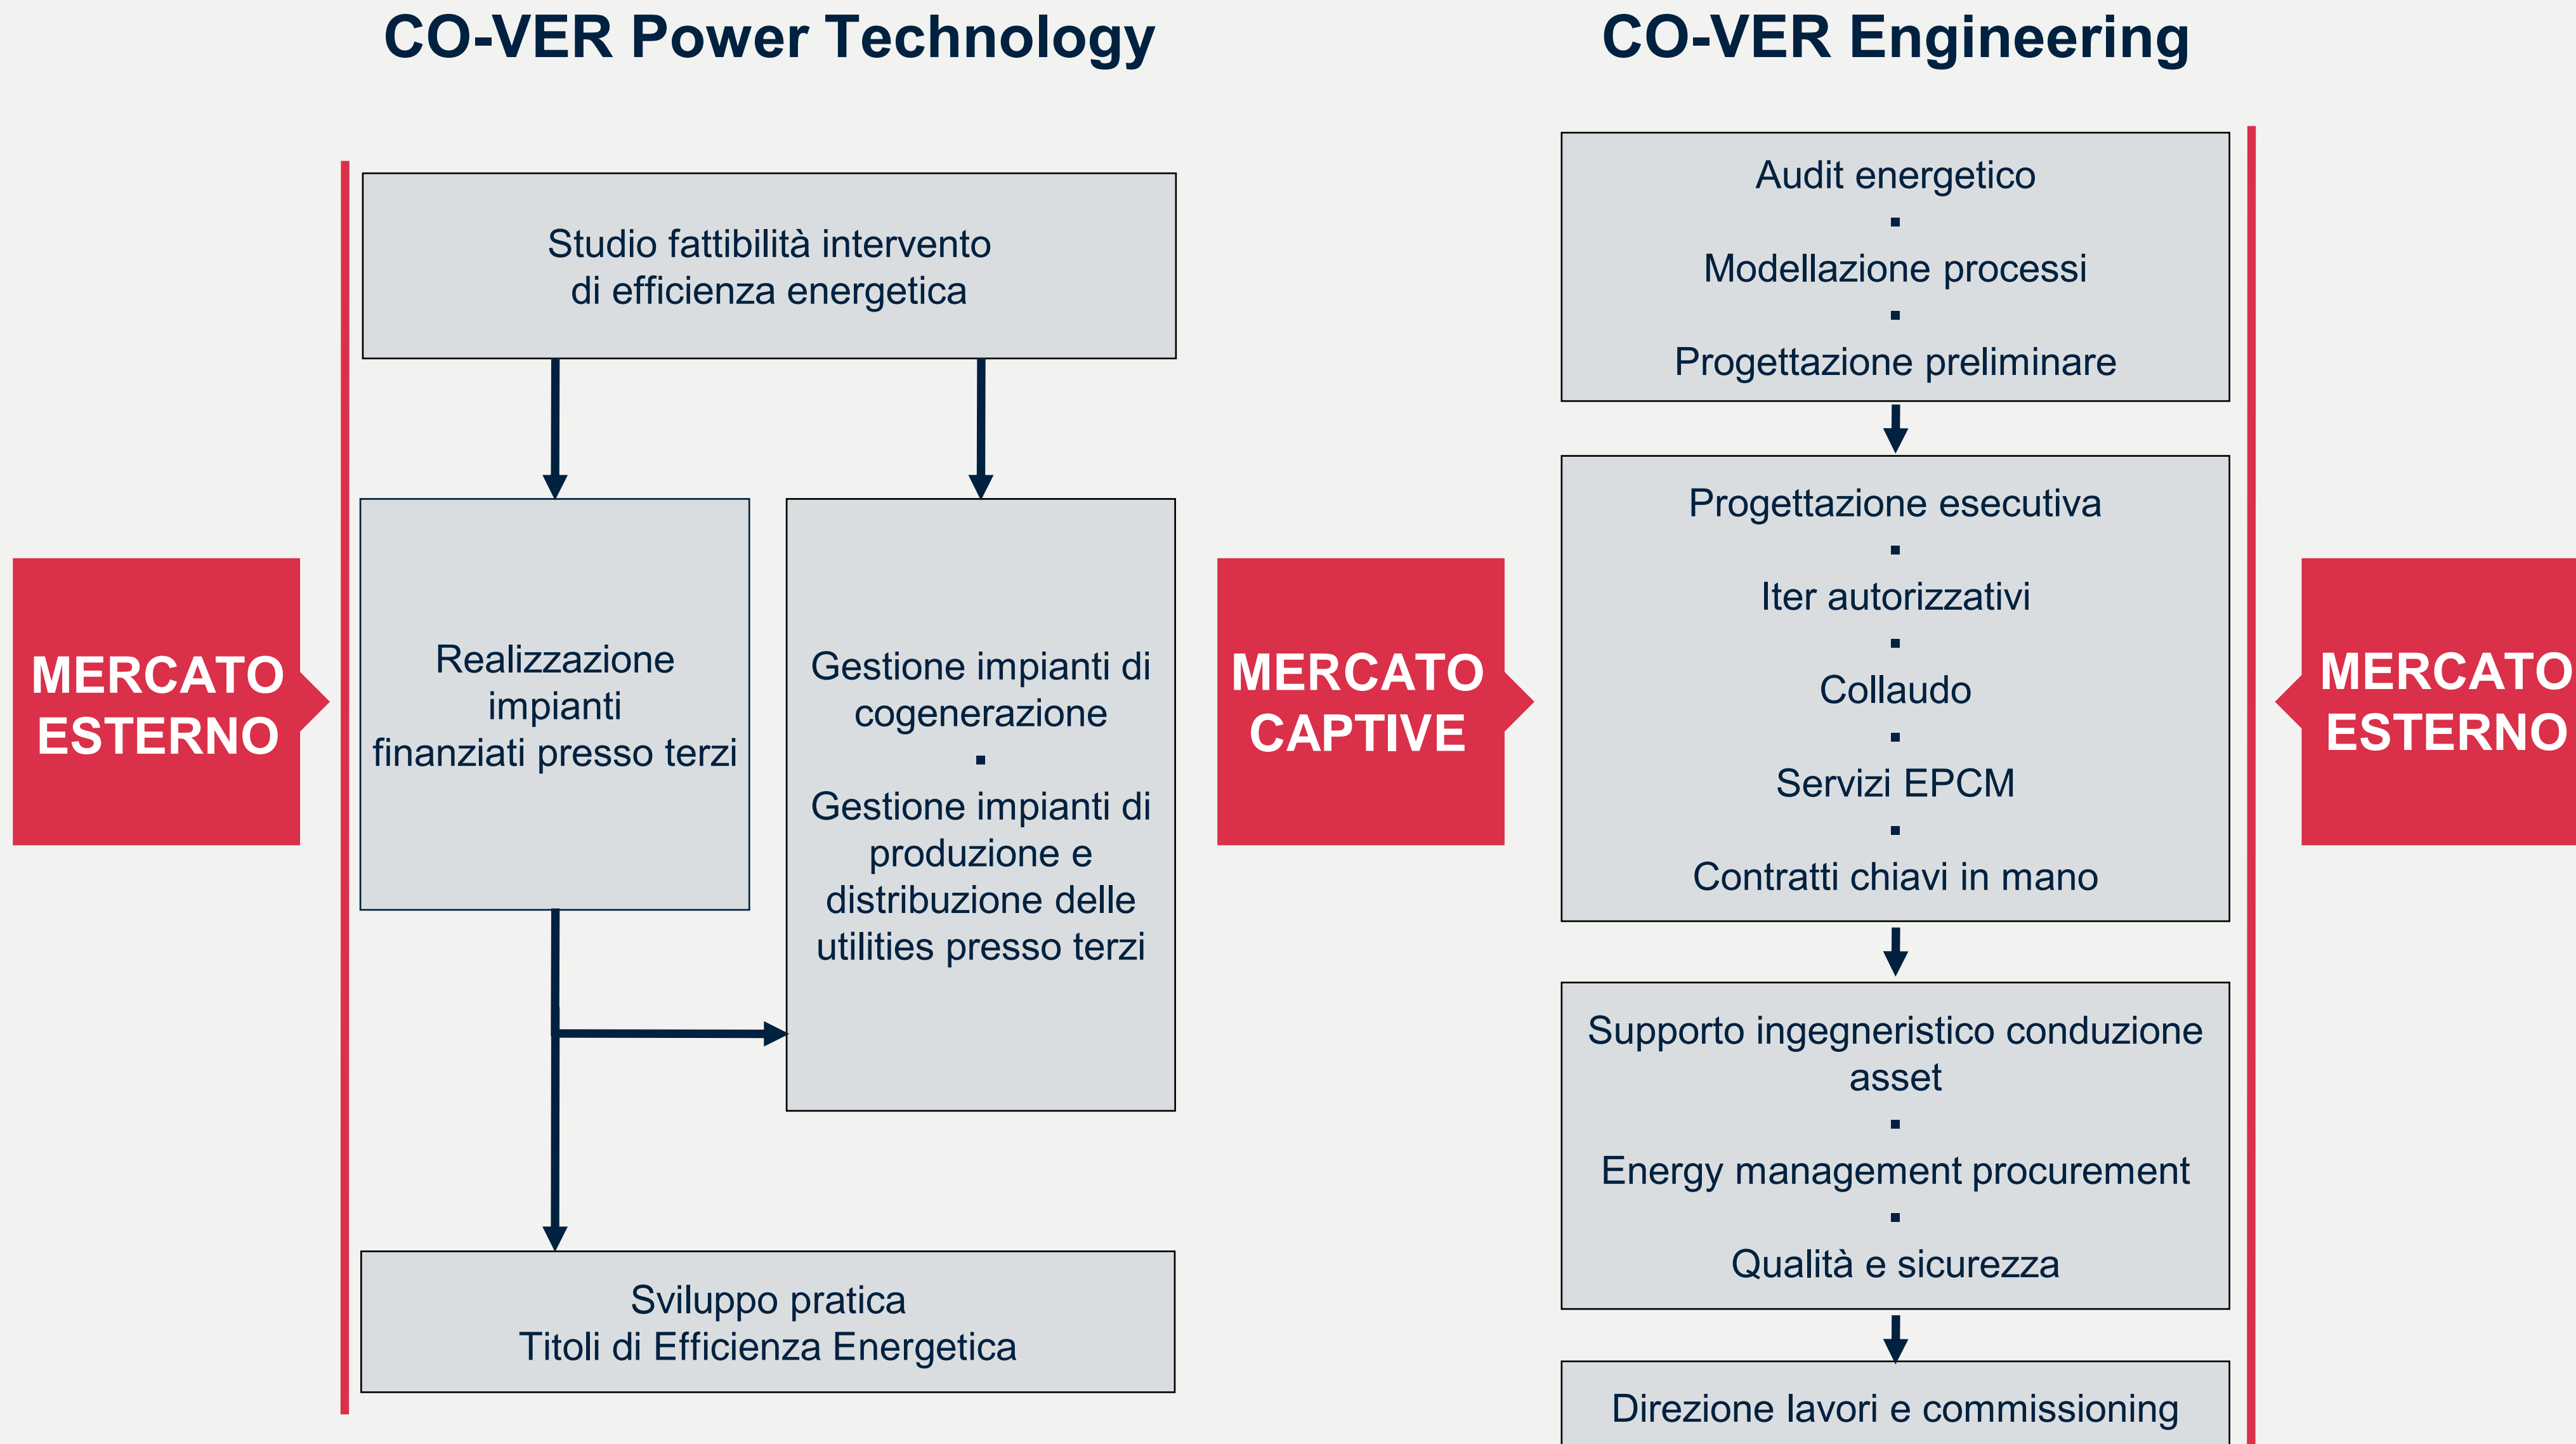 CO-VER Power Technology
MERCATO
ESTERNO
Studio fattibilità intervento
di efficienza energetica
Realizzazione
impianti
finanziati presso terzi
Gestione impianti di
cogenerazione
▪
Gestione impianti di
produzione e
distribuzione delle
utilities presso terzi
Sviluppo pratica
Titoli di Efficienza Energetica
MERCATO
CAPTIVE
CO-VER Engineering
Audit energetico
▪
Modellazione processi
▪
Progettazione preliminare
Progettazione esecutiva
▪
Iter autorizzativi
▪
Collaudo
▪
Servizi EPCM
▪
Contratti chiavi in mano
Supporto ingegneristico conduzione
asset
▪
Energy management procurement
▪
Qualità e sicurezza
Direzione lavori e commissioning
MERCATO
ESTERNO